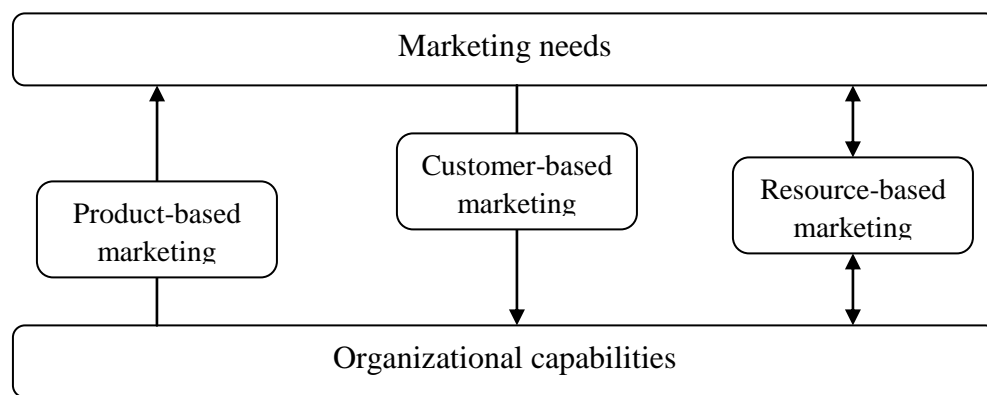 Marketing needs
Product-based
marketing
Customer-based
marketing
Resource-based
marketing
Organizational capabilities